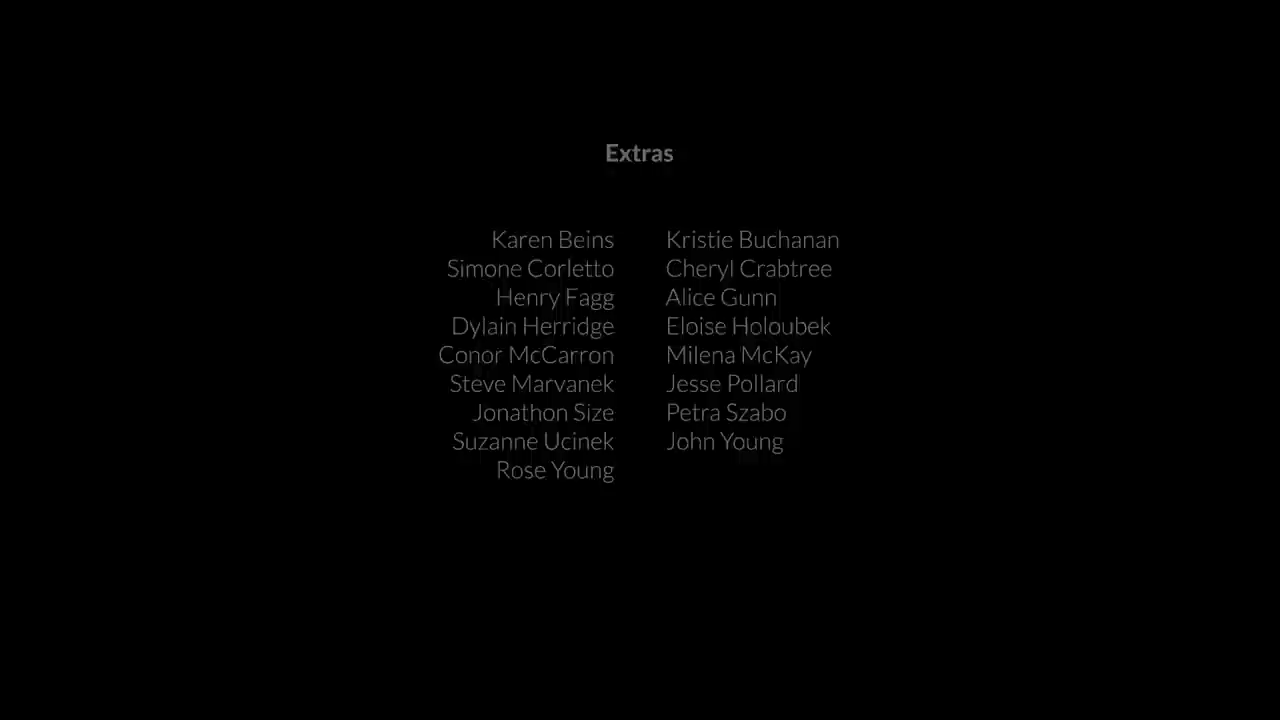 Extras
Karen Beins Kristie Buchanan
Simone Corletto Cheryl Crabtree
Henry Fagg Alice Gunn
Dylain Herridge Eloise Holoubek
Conor McCarron Milena McKay
Steve Marvanek Jesse Pollard
Jonathon Size Petra Szabo
Suzanne Ucinek John Young
Rose Young